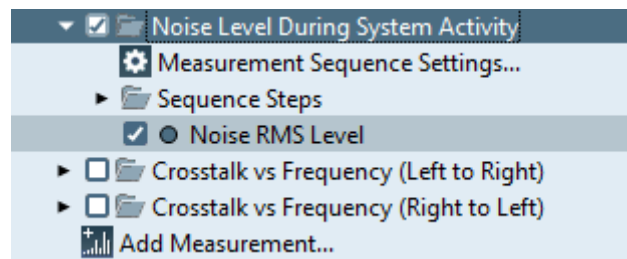 Noise Level During System Activity
Measurement Sequence Settings...
Sequence Steps
Noise RMS Level
Crosstalk vs Frequency (Left to Right)
Crosstalk vs Frequency (Right to Left)
Add Measurement...